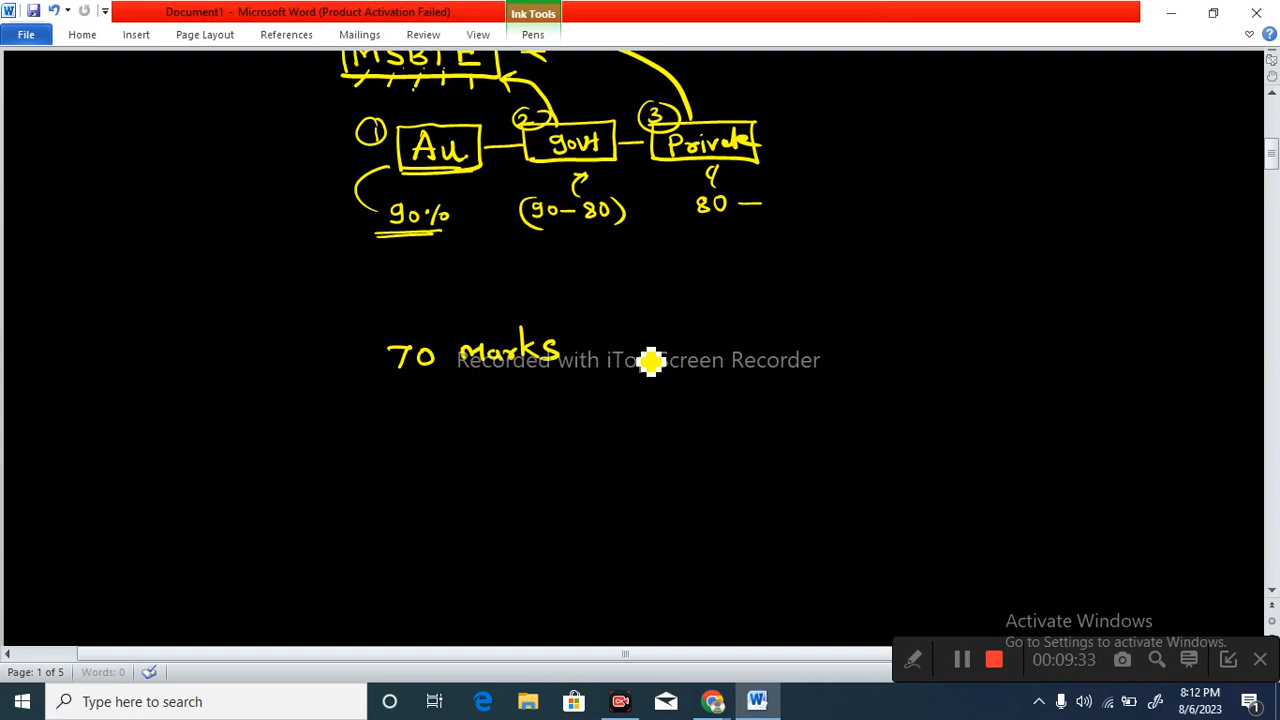 Document1 - Microsoft Word (Product Activation Failed)
Ink Tools
File Home Insert Page Layout References Mailings Review View Pens
MSBTE
① Au ② govt ③ Private
90% (90-80) 80 -
70 marks
Recorded with iTop Screen Recorder
Activate Windows
Go to Settings to activate Windows.
00:09:33
Page: 1 of 5 Words: 0
Type here to search
8:12 PM
8/6/2023
1